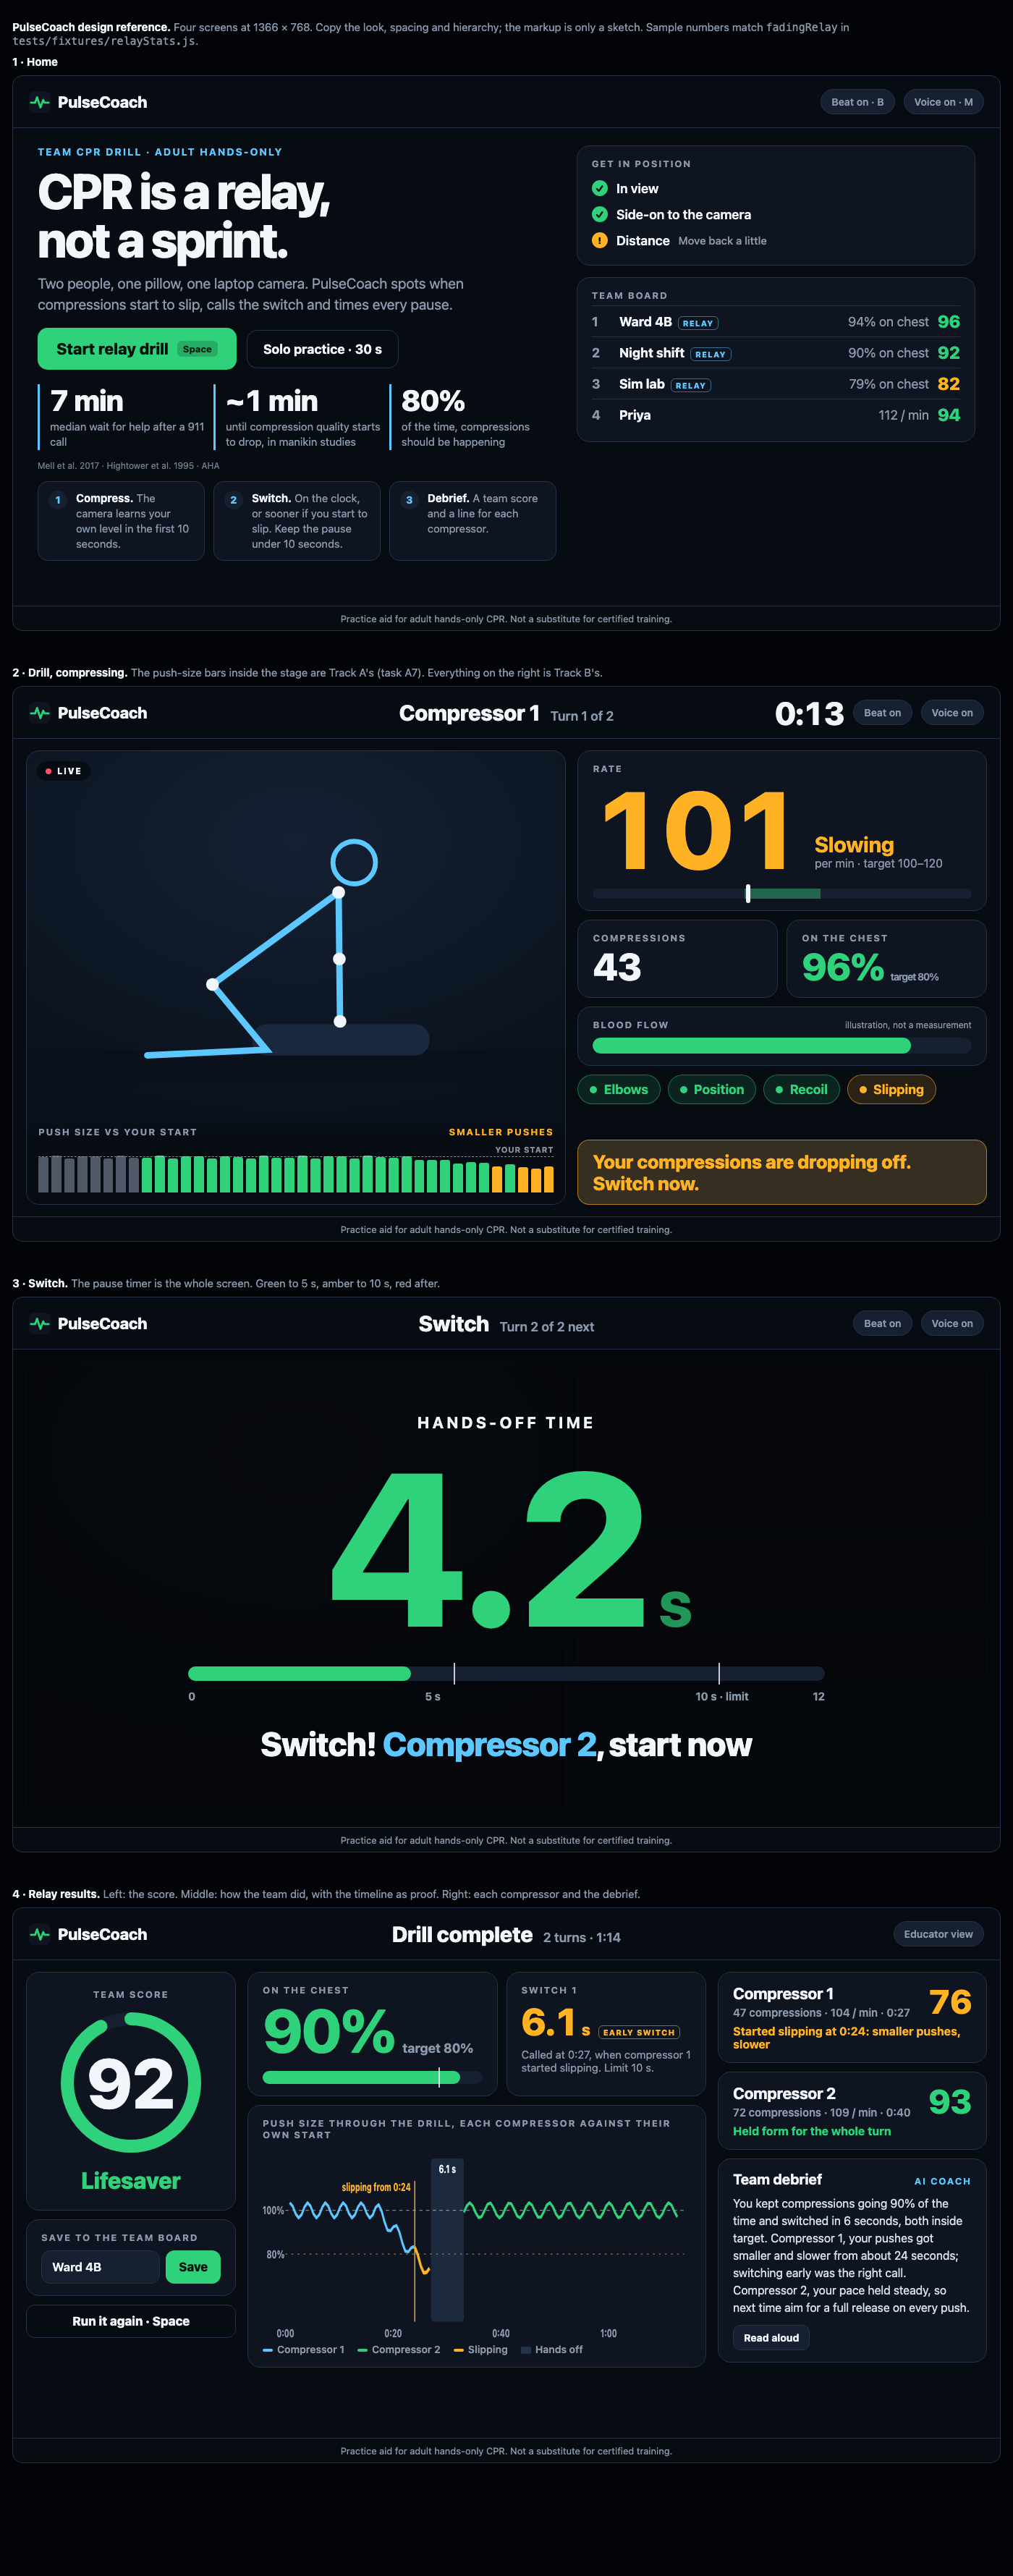 PulseCoach design reference. Four screens at 1366 × 768. Copy the look, spacing and hierarchy; the markup is only a sketch. Sample numbers match fadingRelay in
tests/fixtures/relayStats.js.
1 · Home
PulseCoach
Beat on · B
Voice on · M
TEAM CPR DRILL · ADULT HANDS-ONLY
CPR is a relay,
not a sprint.
Two people, one pillow, one laptop camera. PulseCoach spots when
compressions start to slip, calls the switch and times every pause.
Start relay drill Space
Solo practice · 30 s
7 min
median wait for help after a 911
call
~1 min
until compression quality starts
to drop, in manikin studies
80%
of the time, compressions
should be happening
Mell et al. 2017 · Hightower et al. 1995 · AHA
1 Compress. The
camera learns your
own level in the first 10
seconds.
2 Switch. On the clock,
or sooner if you start to
slip. Keep the pause
under 10 seconds.
3 Debrief. A team score
and a line for each
compressor.
GET IN POSITION
In view
Side-on to the camera
! Distance Move back a little
TEAM BOARD
1 Ward 4B RELAY 94% on chest 96
2 Night shift RELAY 90% on chest 92
3 Sim lab RELAY 79% on chest 82
4 Priya 112 / min 94
Practice aid for adult hands-only CPR. Not a substitute for certified training.
2 · Drill, compressing. The push-size bars inside the stage are Track A's (task A7). Everything on the right is Track B's.
PulseCoach
Compressor 1 Turn 1 of 2
0:13
Beat on
Voice on
LIVE
PUSH SIZE VS YOUR START
SMALLER PUSHES
YOUR START
RATE
101
Slowing
per min · target 100–120
COMPRESSIONS
43
ON THE CHEST
96% target 80%
BLOOD FLOW
illustration, not a measurement
Elbows
Position
Recoil
Slipping
Your compressions are dropping off.
Switch now.
Practice aid for adult hands-only CPR. Not a substitute for certified training.
3 · Switch. The pause timer is the whole screen. Green to 5 s, amber to 10 s, red after.
PulseCoach
Switch Turn 2 of 2 next
Beat on
Voice on
HANDS-OFF TIME
4.2 s
0
5 s
10 s · limit
12
Switch! Compressor 2, start now
Practice aid for adult hands-only CPR. Not a substitute for certified training.
4 · Relay results. Left: the score. Middle: how the team did, with the timeline as proof. Right: each compressor and the debrief.
PulseCoach
Drill complete 2 turns · 1:14
Educator view
TEAM SCORE
92
Lifesaver
SAVE TO THE TEAM BOARD
Ward 4B
Save
Run it again · Space
ON THE CHEST
90% target 80%
SWITCH 1
6.1 s EARLY SWITCH
Called at 0:27, when compressor 1
started slipping. Limit 10 s.
PUSH SIZE THROUGH THE DRILL, EACH COMPRESSOR AGAINST THEIR
OWN START
6.1 s
slipping from 0:24
100%
80%
0:00
0:20
0:40
1:00
Compressor 1
Compressor 2
Slipping
Hands off
Compressor 1
47 compressions · 104 / min · 0:27
76
Started slipping at 0:24: smaller pushes,
slower
Compressor 2
72 compressions · 109 / min · 0:40
93
Held form for the whole turn
Team debrief
AI COACH
You kept compressions going 90% of the
time and switched in 6 seconds, both inside
target. Compressor 1, your pushes got
smaller and slower from about 24 seconds;
switching early was the right call.
Compressor 2, your pace held steady, so
next time aim for a full release on every push.
Read aloud
Practice aid for adult hands-only CPR. Not a substitute for certified training.